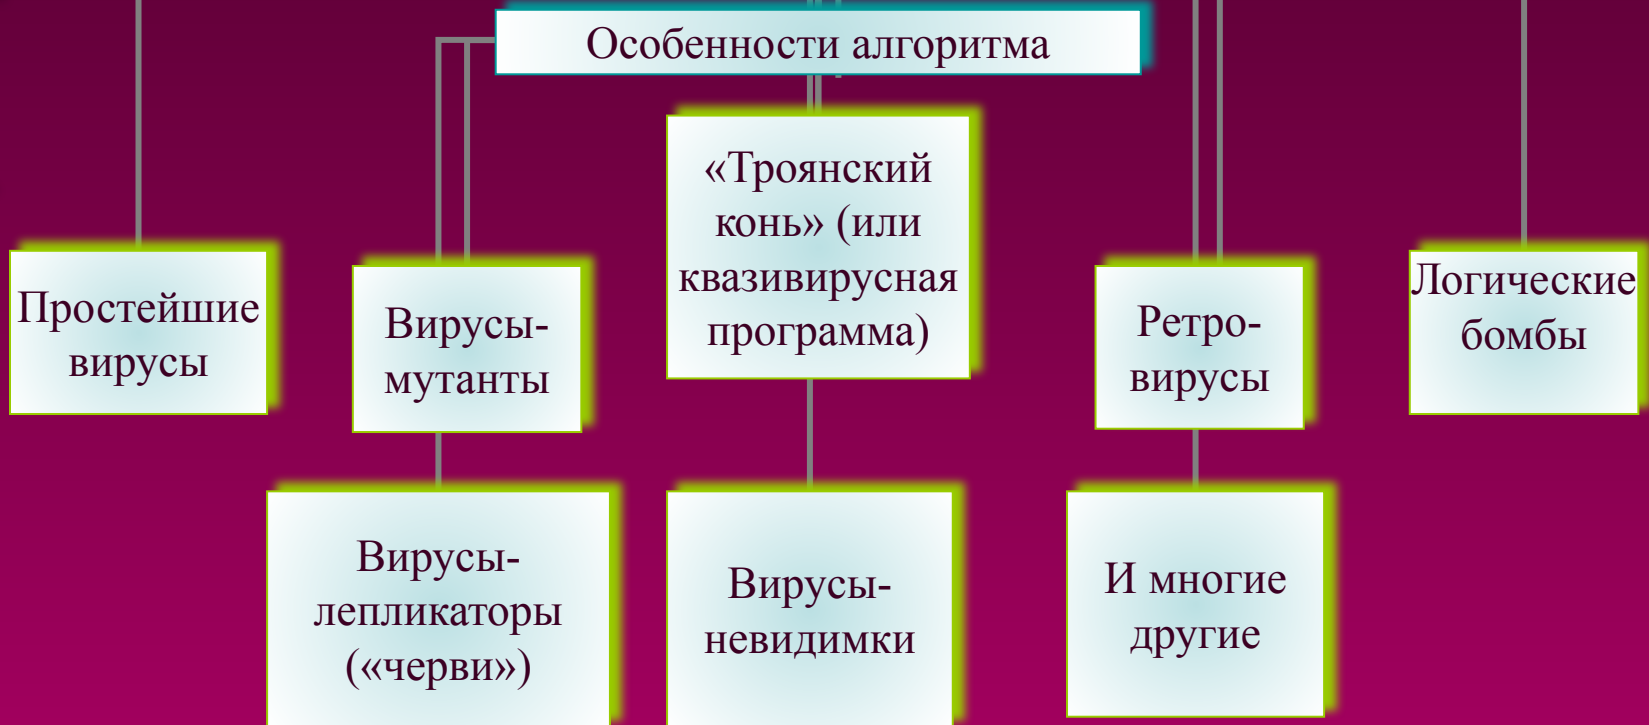 Особенности алгоритма
«Троянский
конь» (или
квазивирусная
программа)
Простейшие
вирусы
Вирусы-
мутанты
Ретро-
вирусы
Логические
бомбы
Вирусы-
лепликаторы
(«черви»)
Вирусы-
невидимки
И многие
другие